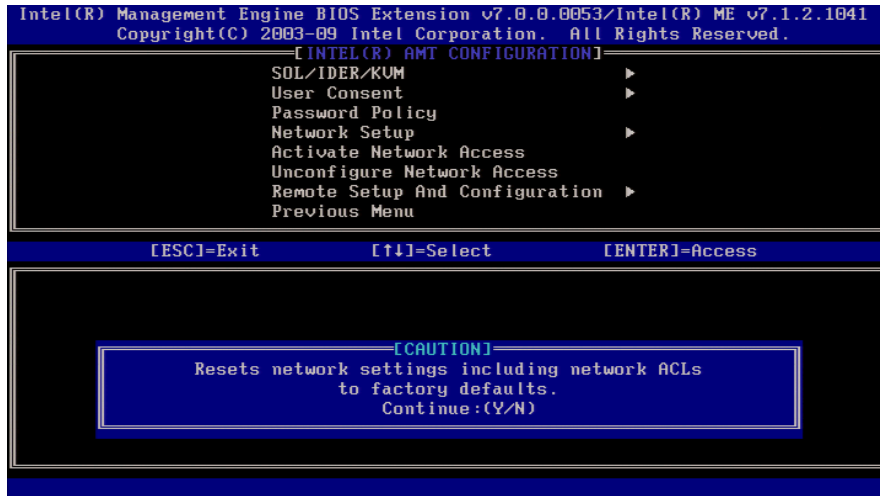 Intel(R) Management Engine BIOS Extension v7.0.0.0053/Intel(R) ME v7.1.2.1041
Copyright(C) 2003-09 Intel Corporation. All Rights Reserved.
[INTEL(R) AMT CONFIGURATION]
SOL/IDER/KVM ►
User Consent ►
Password Policy
Network Setup ►
Activate Network Access
Unconfigure Network Access
Remote Setup And Configuration ►
Previous Menu
[ESC]=Exit [↑↓]=Select [ENTER]=Access
[CAUTION]
Resets network settings including network ACLs
to factory defaults.
Continue:(Y/N)